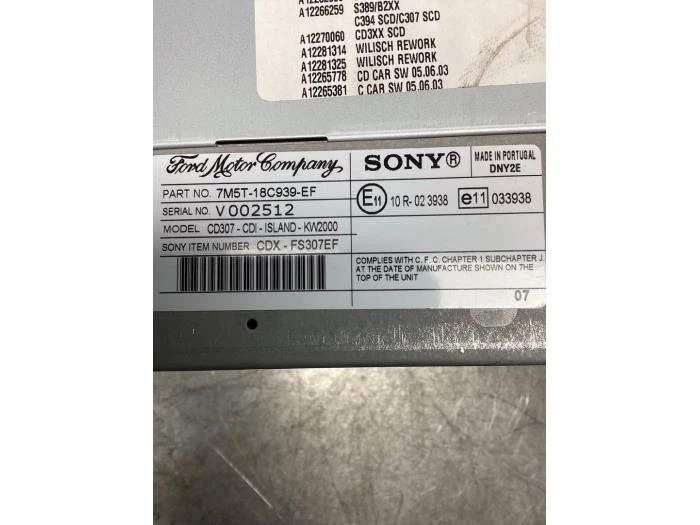 A12266259 S389/B2XX
C394 SCD/C307 SCD
A12270060 CD3XX SCD
A12281314 WILISCH REWORK
A12281325 WILISCH REWORK
A12265778 CD CAR SW 05.06.03
A12265381 C CAR SW 05.06.03
Ford Motor Company
PART NO. 7M5T-18C939-EF
SERIAL NO. V002512
MODEL CD307 - CDI - ISLAND - KW2000
SONY ITEM NUMBER CDX - FS307EF
SONY®
MADE IN PORTUGAL
DNY2E
E11 10 R- 02 3938 e11 033938
COMPLIES WITH C. F. C. CHAPTER 1 SUBCHAPTER J.
AT THE DATE OF MANUFACTURE SHOWN ON THE
TOP OF THE UNIT
07